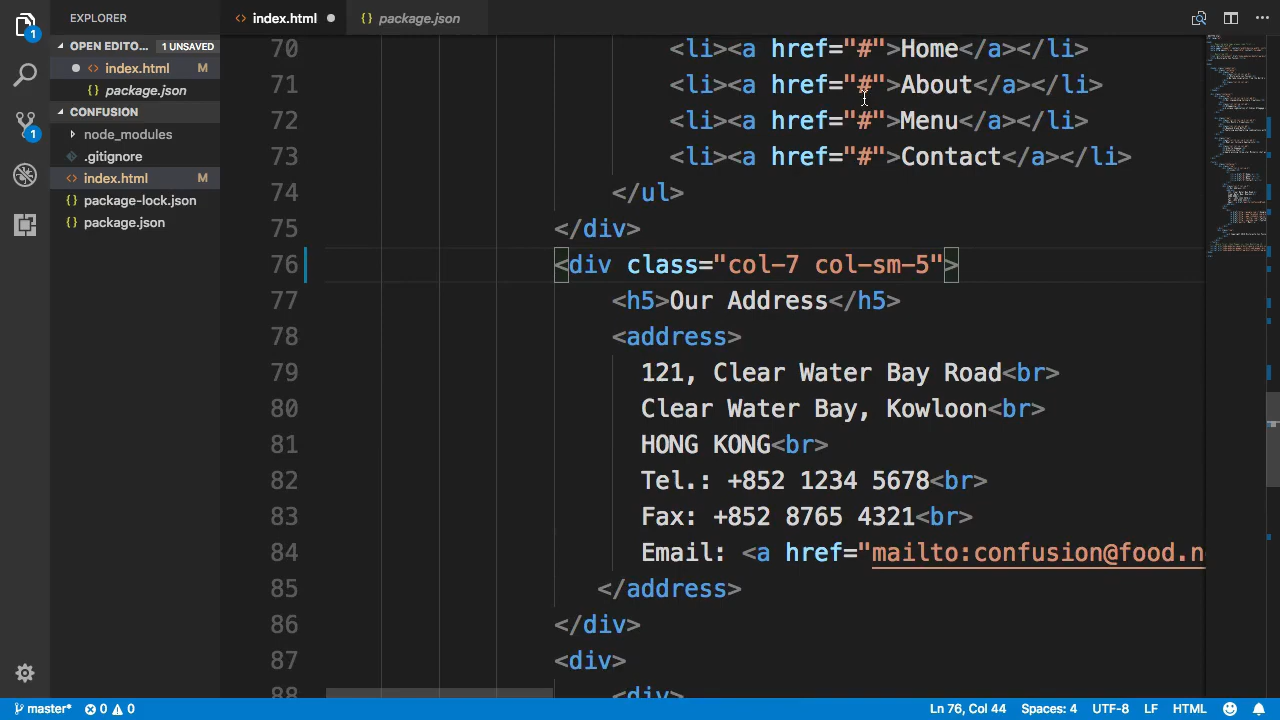 EXPLORER
index.html
package.json
OPEN EDITO... 1 UNSAVED
index.html M
package.json
CONFUSION
node_modules
.gitignore
index.html M
package-lock.json
package.json
1
1
70 <li><a href="#">Home</a></li>
71 <li><a href="#">About</a></li>
72 <li><a href="#">Menu</a></li>
73 <li><a href="#">Contact</a></li>
74 </ul>
75 </div>
76 <div class="col-7 col-sm-5">
77 <h5>Our Address</h5>
78 <address>
79 121, Clear Water Bay Road<br>
80 Clear Water Bay, Kowloon<br>
81 HONG KONG<br>
82 Tel.: +852 1234 5678<br>
83 Fax: +852 8765 4321<br>
84 Email: <a href="mailto:confusion@food.n
85 </address>
86 </div>
87 <div>
88 <div>
master* 0 0 Ln 76, Col 44 Spaces: 4 UTF-8 LF HTML